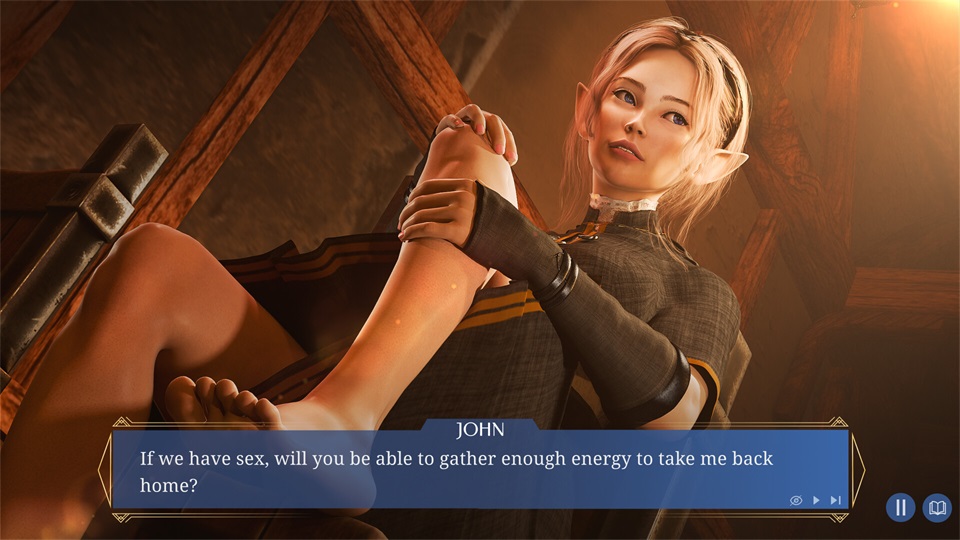 JOHN
If we have sex, will you be able to gather enough energy to take me back
home?